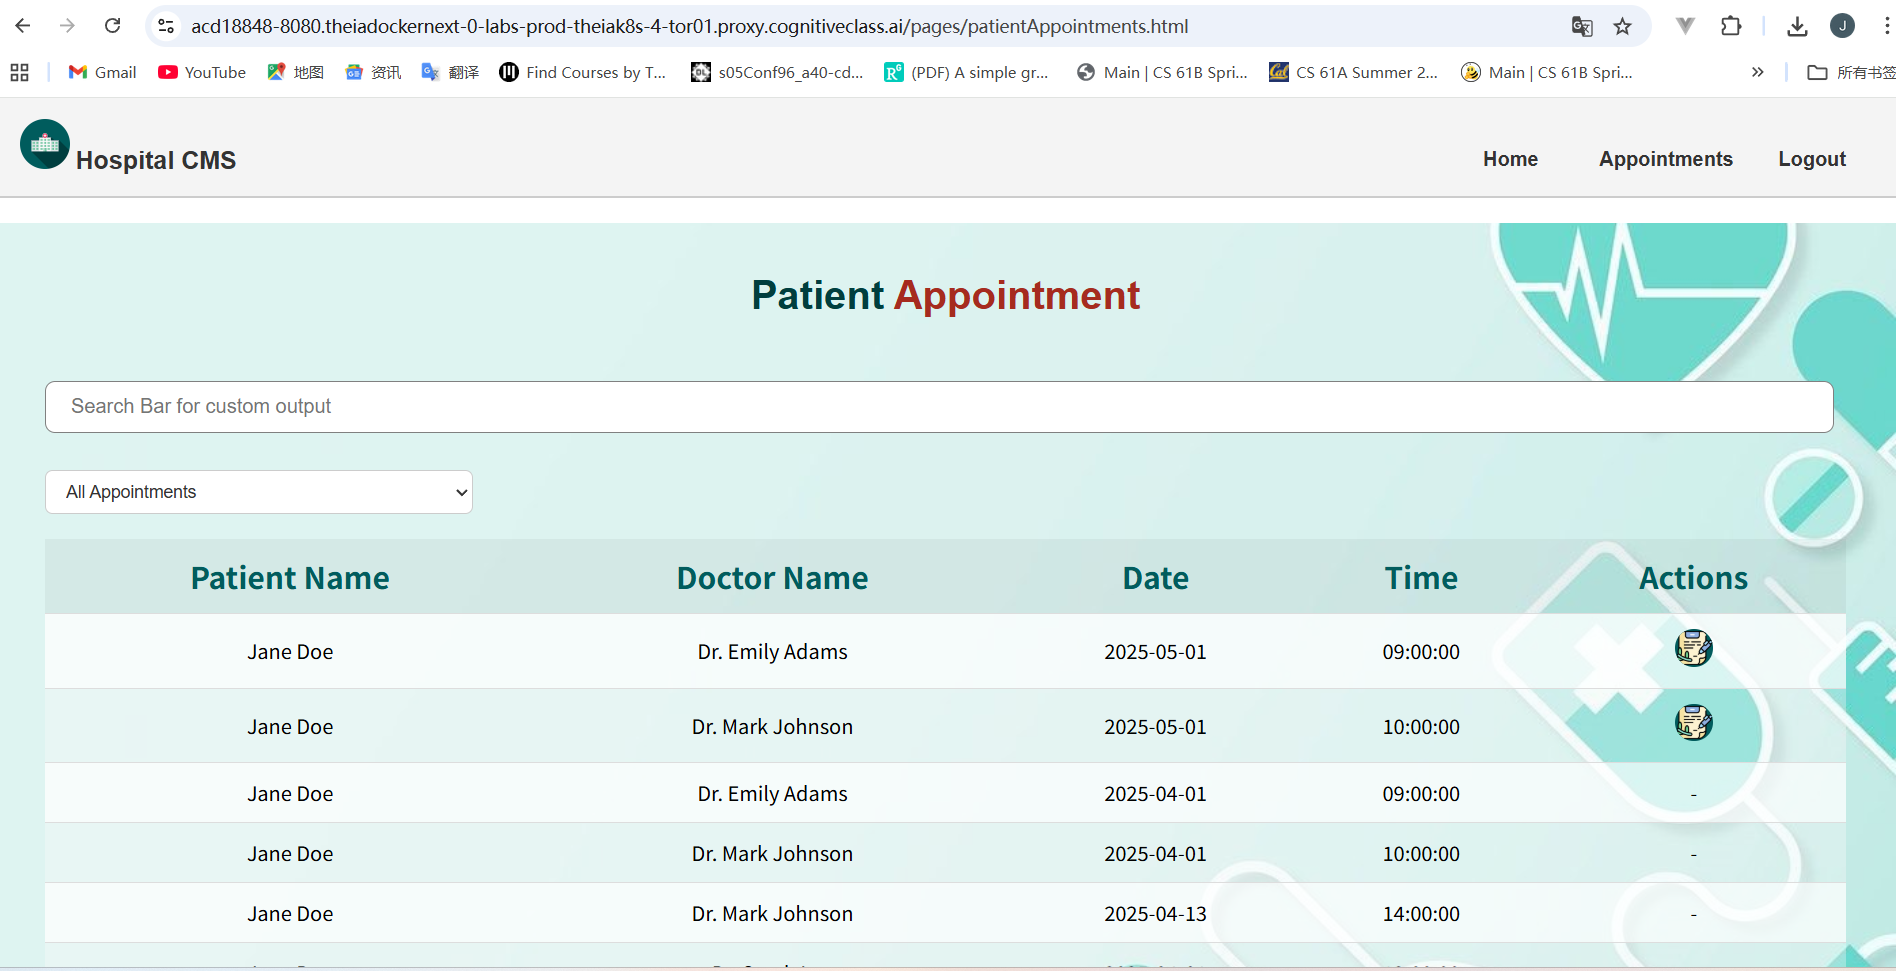 acd18848-8080.theiadockernext-0-labs-prod-theiak8s-4-tor01.proxy.cognitiveclass.ai/pages/patientAppointments.html
J
Gmail YouTube 地图 资讯 翻译 Find Courses by T... s05Conf96_a40-cd... (PDF) A simple gr... Main | CS 61B Spri... CS 61A Summer 2... Main | CS 61B Spri... » 所有书签
Hospital CMS Home Appointments Logout
Patient Appointment
Search Bar for custom output
All Appointments
Patient Name Doctor Name Date Time Actions
Jane Doe Dr. Emily Adams 2025-05-01 09:00:00
Jane Doe Dr. Mark Johnson 2025-05-01 10:00:00
Jane Doe Dr. Emily Adams 2025-04-01 09:00:00 -
Jane Doe Dr. Mark Johnson 2025-04-01 10:00:00 -
Jane Doe Dr. Mark Johnson 2025-04-13 14:00:00 -